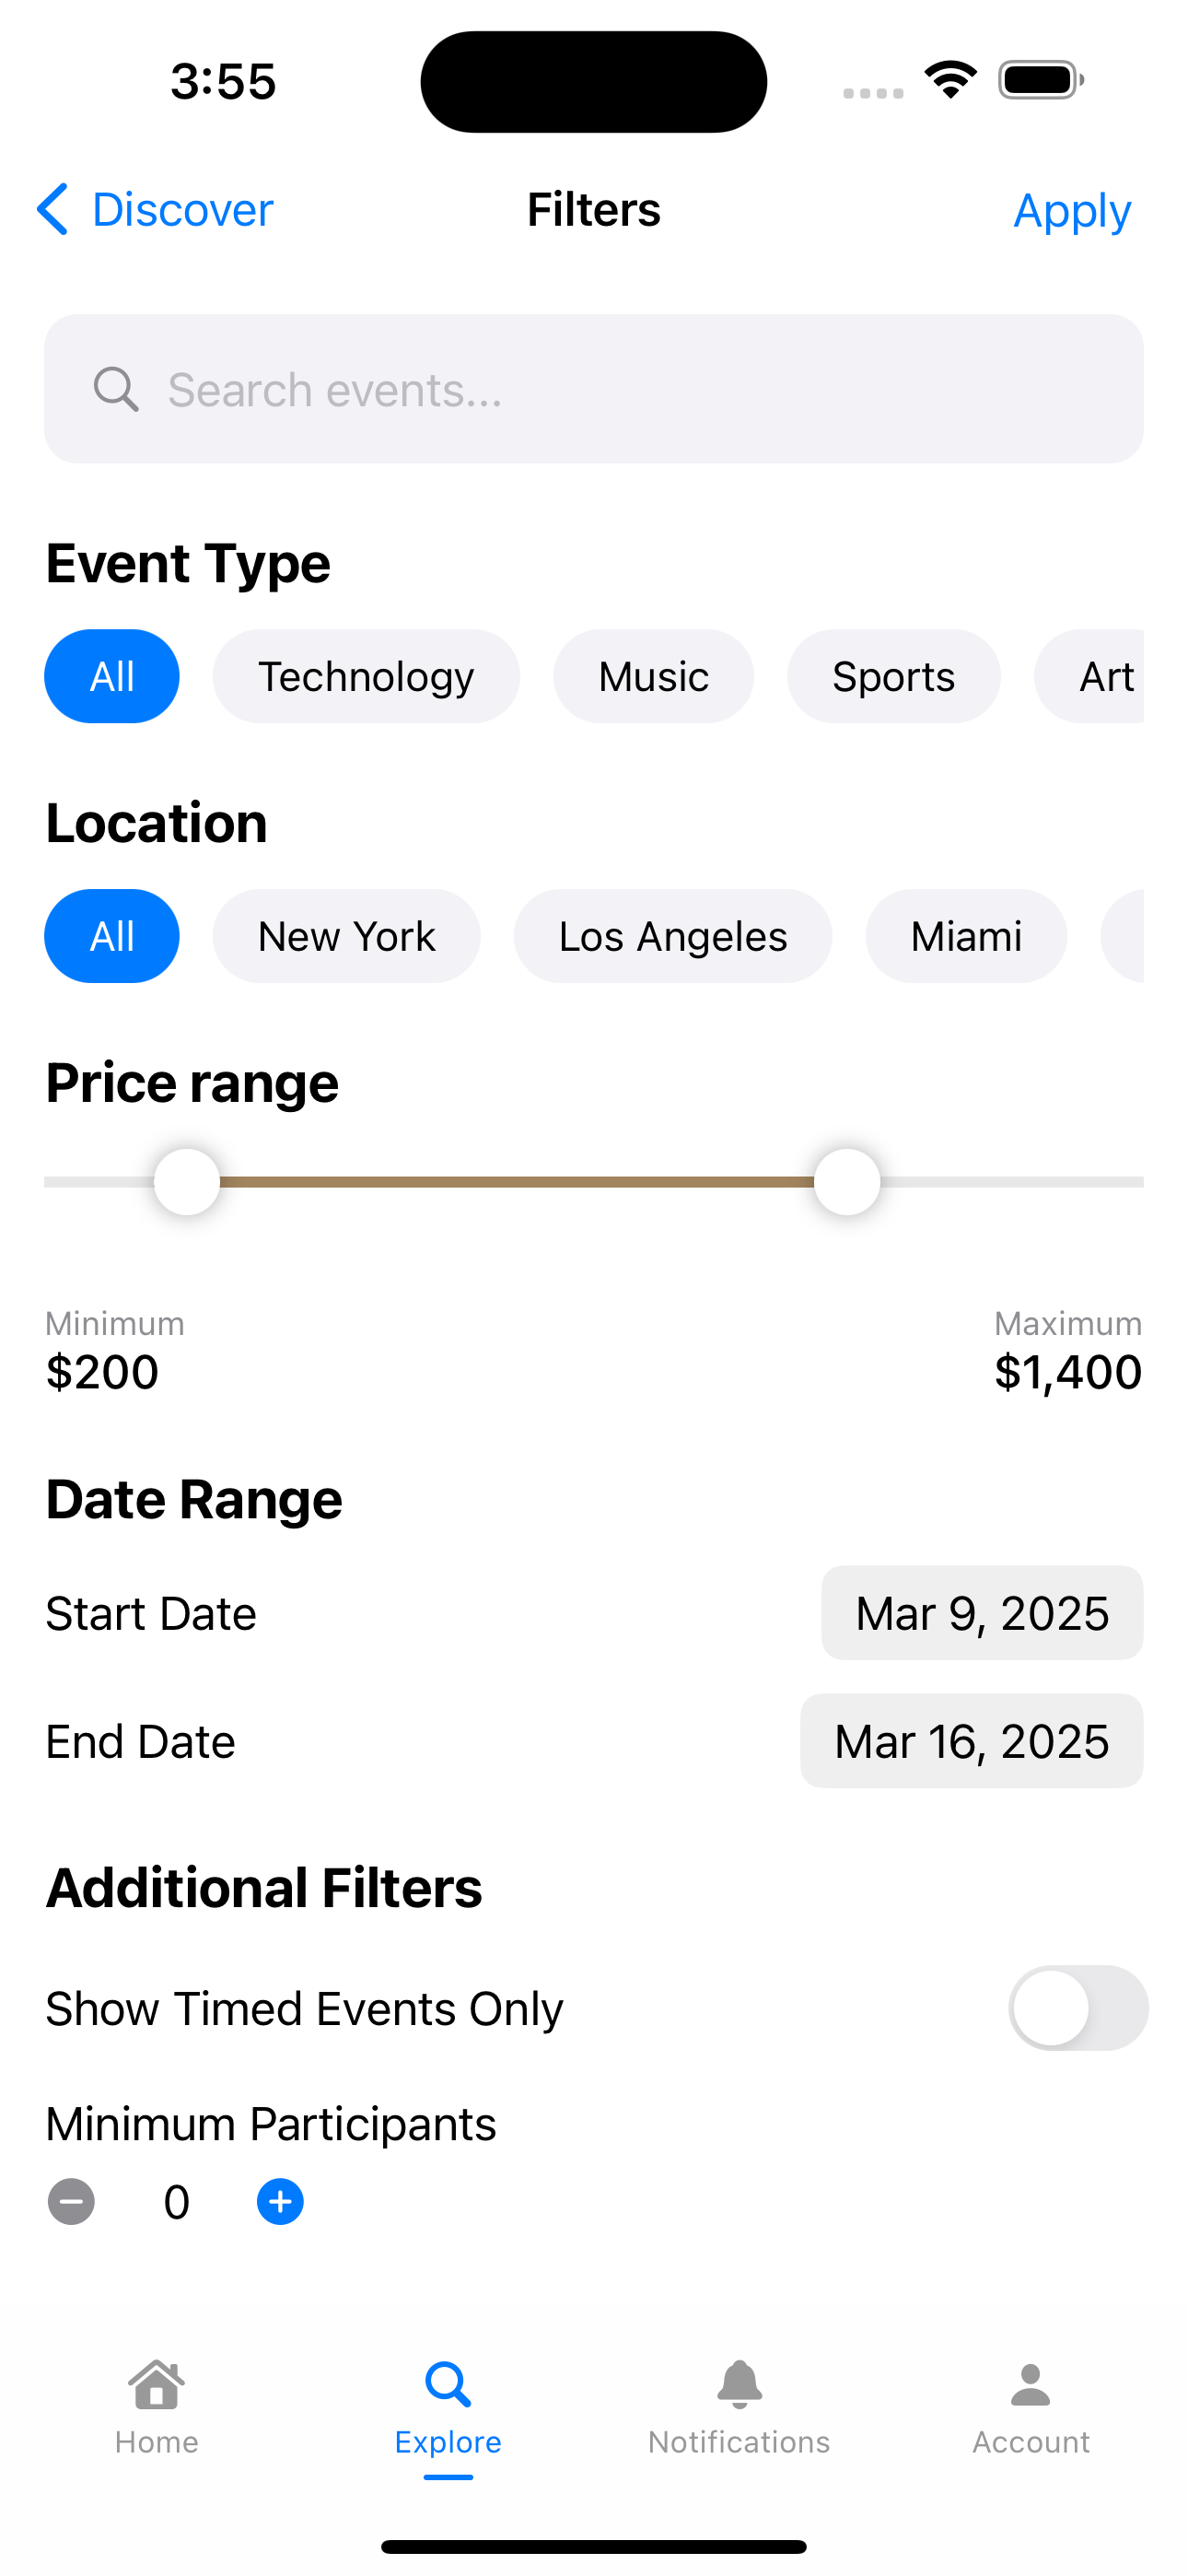 3:55
Discover Filters Apply
Search events...
Event Type
All Technology Music Sports Art
Location
All New York Los Angeles Miami
Price range
Minimum Maximum
$200 $1,400
Date Range
Start Date Mar 9, 2025
End Date Mar 16, 2025
Additional Filters
Show Timed Events Only
Minimum Participants
0
Home Explore Notifications Account